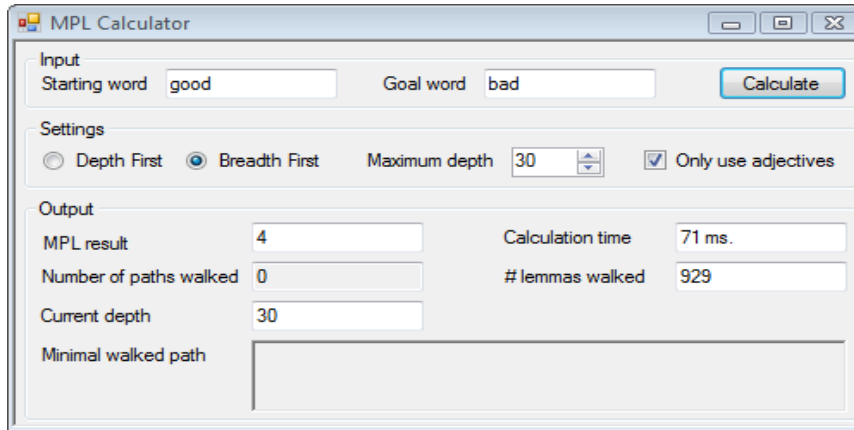 MPL Calculator
Input
Starting word good Goal word bad Calculate
Settings
Depth First Breadth First Maximum depth 30 Only use adjectives
Output
MPL result 4 Calculation time 71 ms.
Number of paths walked 0 # lemmas walked 929
Current depth 30
Minimal walked path